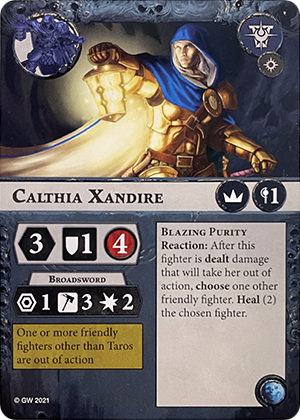 Calthia Xandire
1
3 1 4
Broadsword
1 3 2
One or more friendly
fighters other than Taros
are out of action
Blazing Purity
Reaction: After this
fighter is dealt damage
that will take her out of
action, choose one other
friendly fighter. Heal (2)
the chosen fighter.
© GW 2021